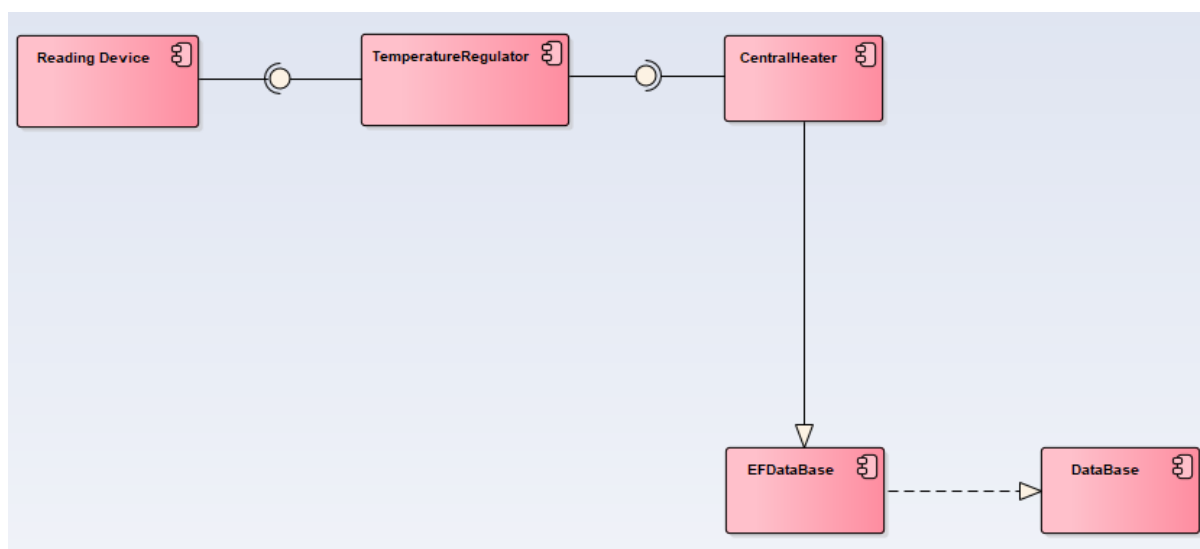 Reading Device
TemperatureRegulator
CentralHeater
EFDataBase
DataBase